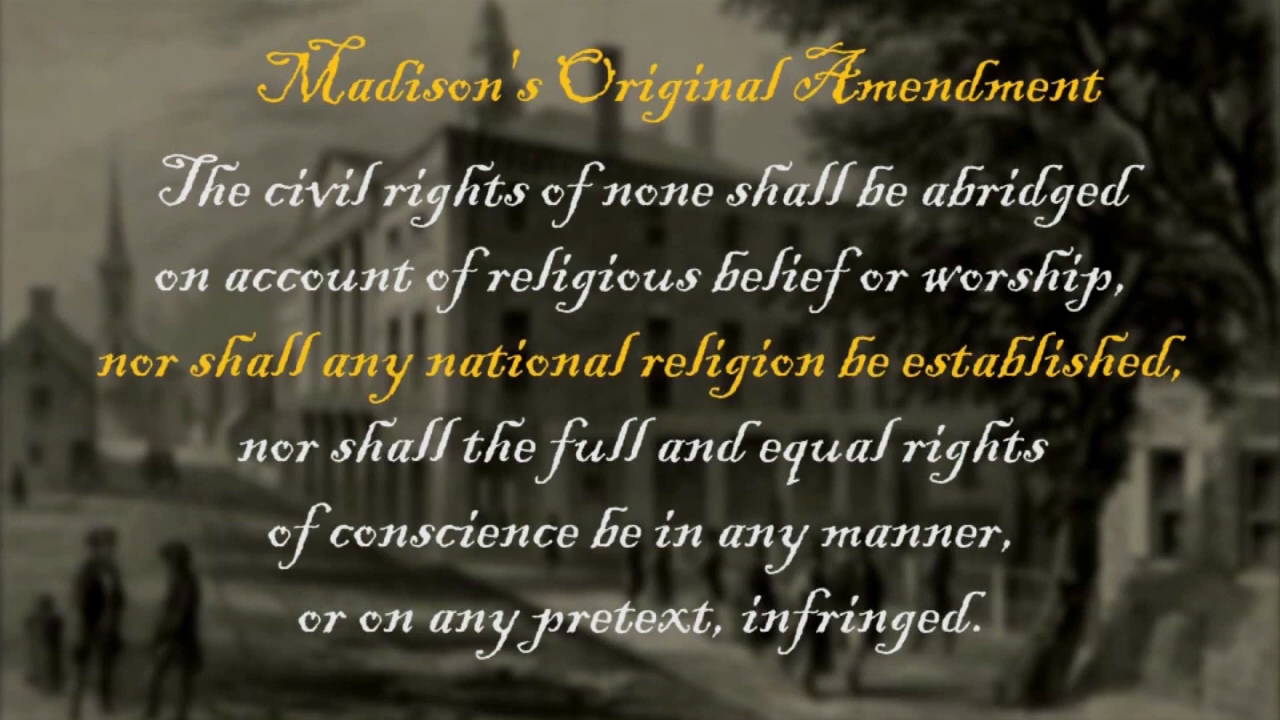 Madison's Original Amendment
The civil rights of none shall be abridged
on account of religious belief or worship,
nor shall any national religion be established,
nor shall the full and equal rights
of conscience be in any manner,
or on any pretext, infringed.